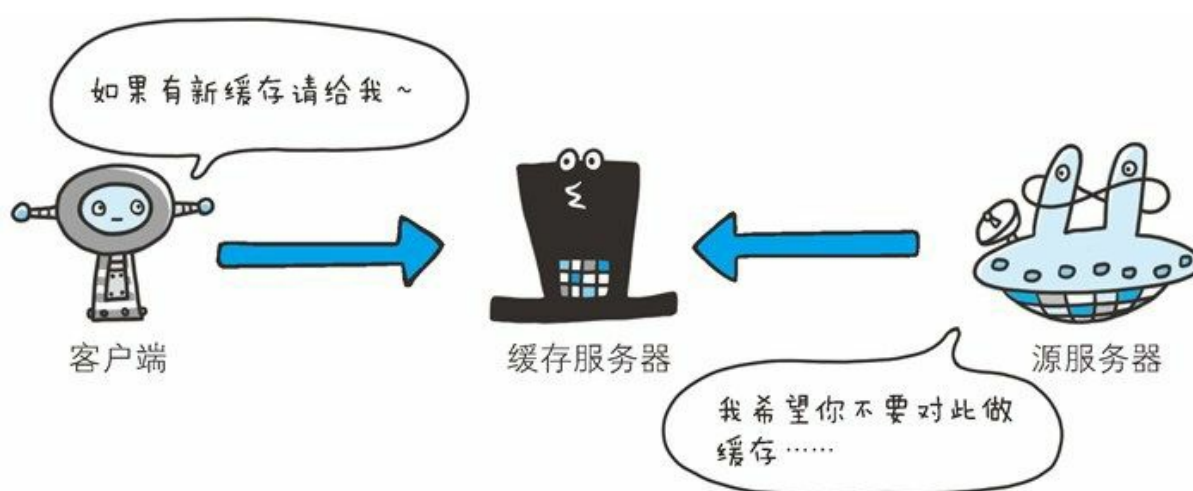 如果有新缓存请给我~
客户端
缓存服务器
源服务器
我希望你不要对此做
缓存……